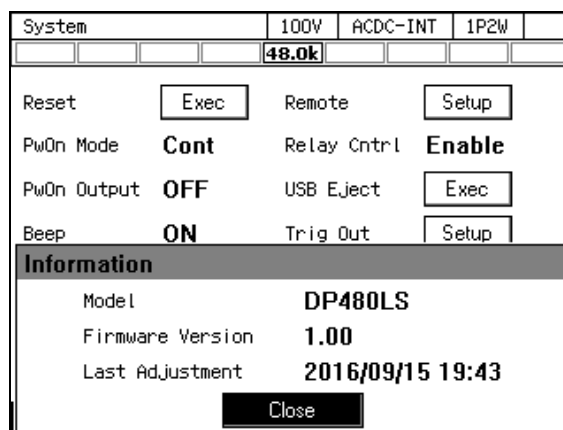 System 100V ACDC-INT 1P2W
48.0k
Reset Exec Remote Setup
PwOn Mode Cont Relay Cntrl Enable
PwOn Output OFF USB Eject Exec
Beep ON Trig Out Setup
Information
Model DP480LS
Firmware Version 1.00
Last Adjustment 2016/09/15 19:43
Close